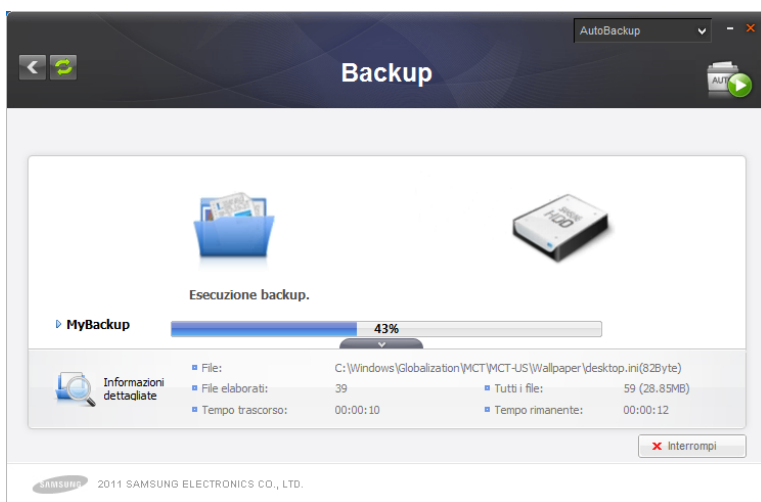 AutoBackup
Backup
AUTO
SAMSUNG
HDD
Esecuzione backup.
MyBackup
43%
Informazioni dettagliate
File: C:\Windows\Globalization\MCT\MCT-US\Wallpaper\desktop.ini(82Byte)
File elaborati: 39 Tutti i file: 59 (28.85MB)
Tempo trascorso: 00:00:10 Tempo rimanente: 00:00:12
Interrompi
SAMSUNG 2011 SAMSUNG ELECTRONICS CO., LTD.